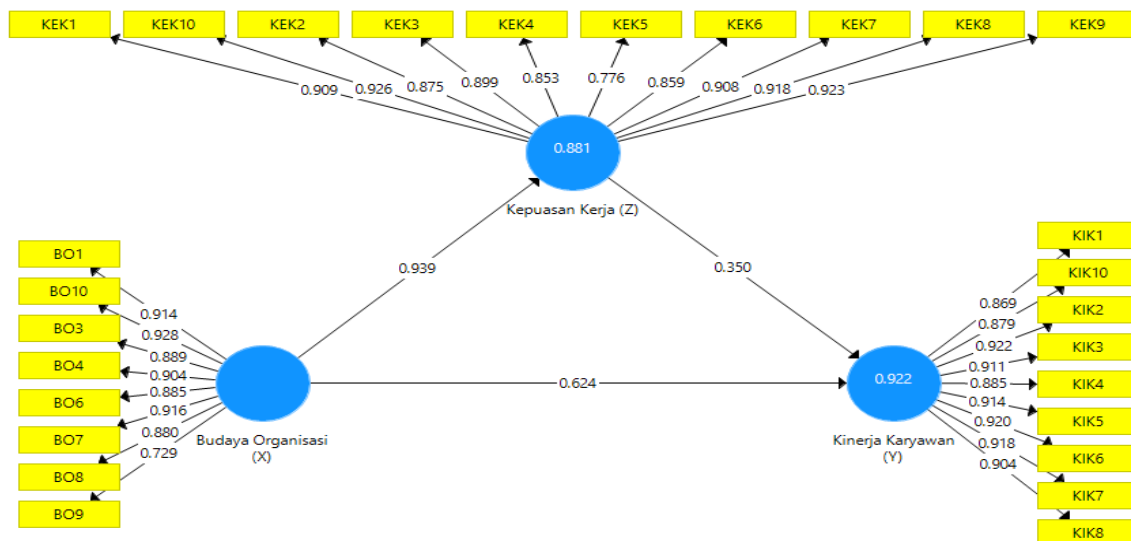 KEK1 KEK10 KEK2 KEK3 KEK4 KEK5 KEK6 KEK7 KEK8 KEK9
0.909 0.926 0.875 0.899 0.853 0.776 0.859 0.908 0.918 0.923
0.881
Kepuasan Kerja (Z)
0.939
0.350
BO1
BO10
BO3
BO4
BO6
BO7
BO8
BO9
0.914
0.928
0.889
0.904
0.885
0.916
0.880
0.729
Budaya Organisasi
(X)
0.624
0.922
Kinerja Karyawan
(Y)
0.869
0.879
0.922
0.911
0.885
0.914
0.920
0.918
0.904
KIK1
KIK10
KIK2
KIK3
KIK4
KIK5
KIK6
KIK7
KIK8